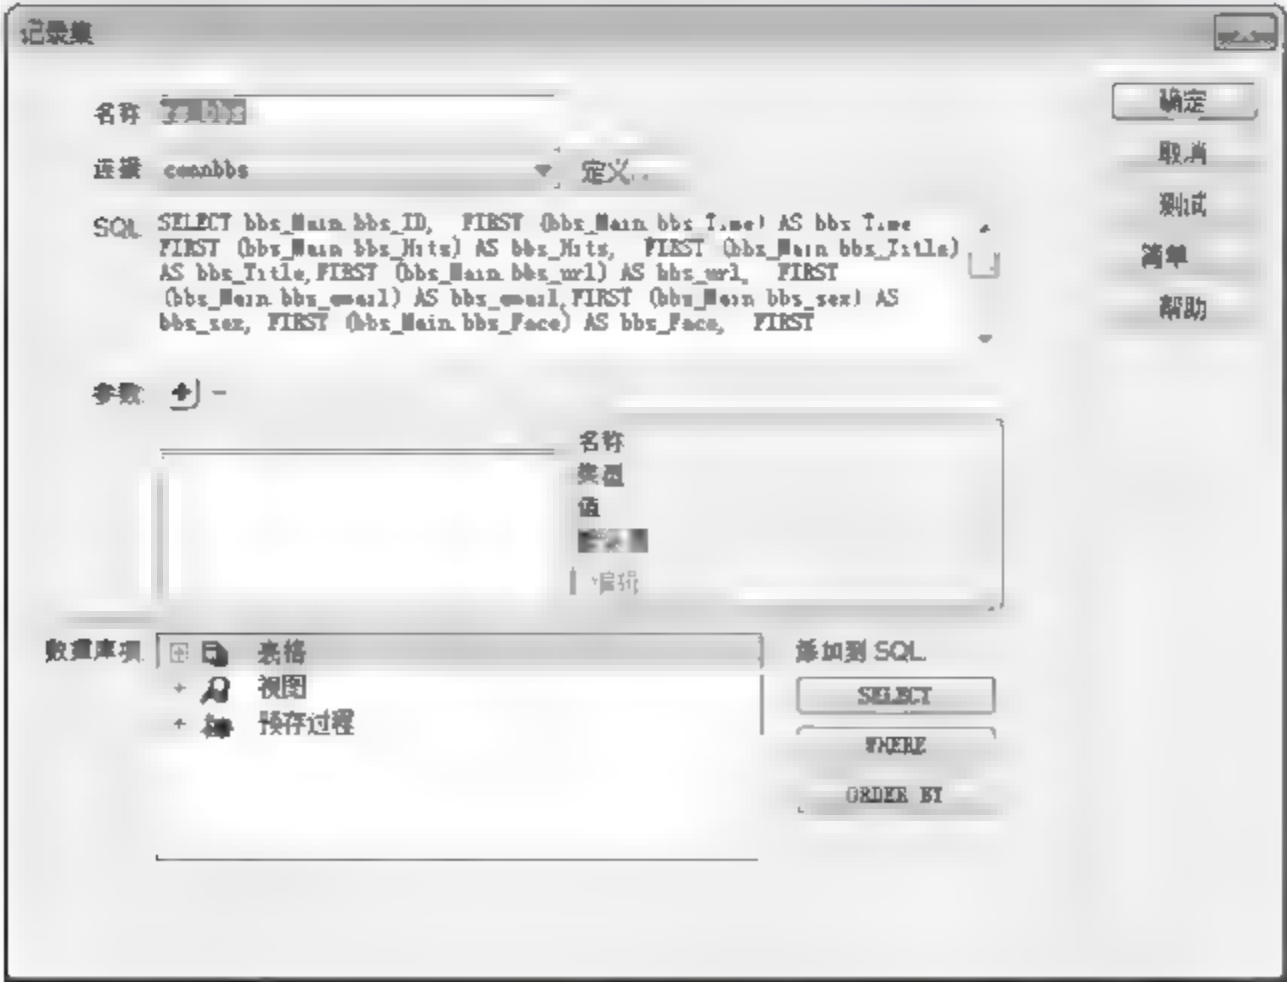 记录集
名称 rs_bbs
确定
连接 connbbs 定义...
取消
SQL SELECT bbs_Main.bbs_ID, FIRST (bbs_Main.bbs_Time) AS bbs_Time
测试
FIRST (bbs_Main.bbs_Hits) AS bbs_Hits, FIRST (bbs_Main.bbs_Title)
简单
AS bbs_Title,FIRST (bbs_Main.bbs_url) AS bbs_url, FIRST
(bbs_Main.bbs_email) AS bbs_email,FIRST (bbs_Main.bbs_sex) AS
帮助
bbs_sex, FIRST (bbs_Main.bbs_Face) AS bbs_Face, FIRST
参数 + -
名称
类型
值
编辑
数据库项
表格
视图
预存过程
添加到 SQL
SELECT
WHERE
ORDER BY